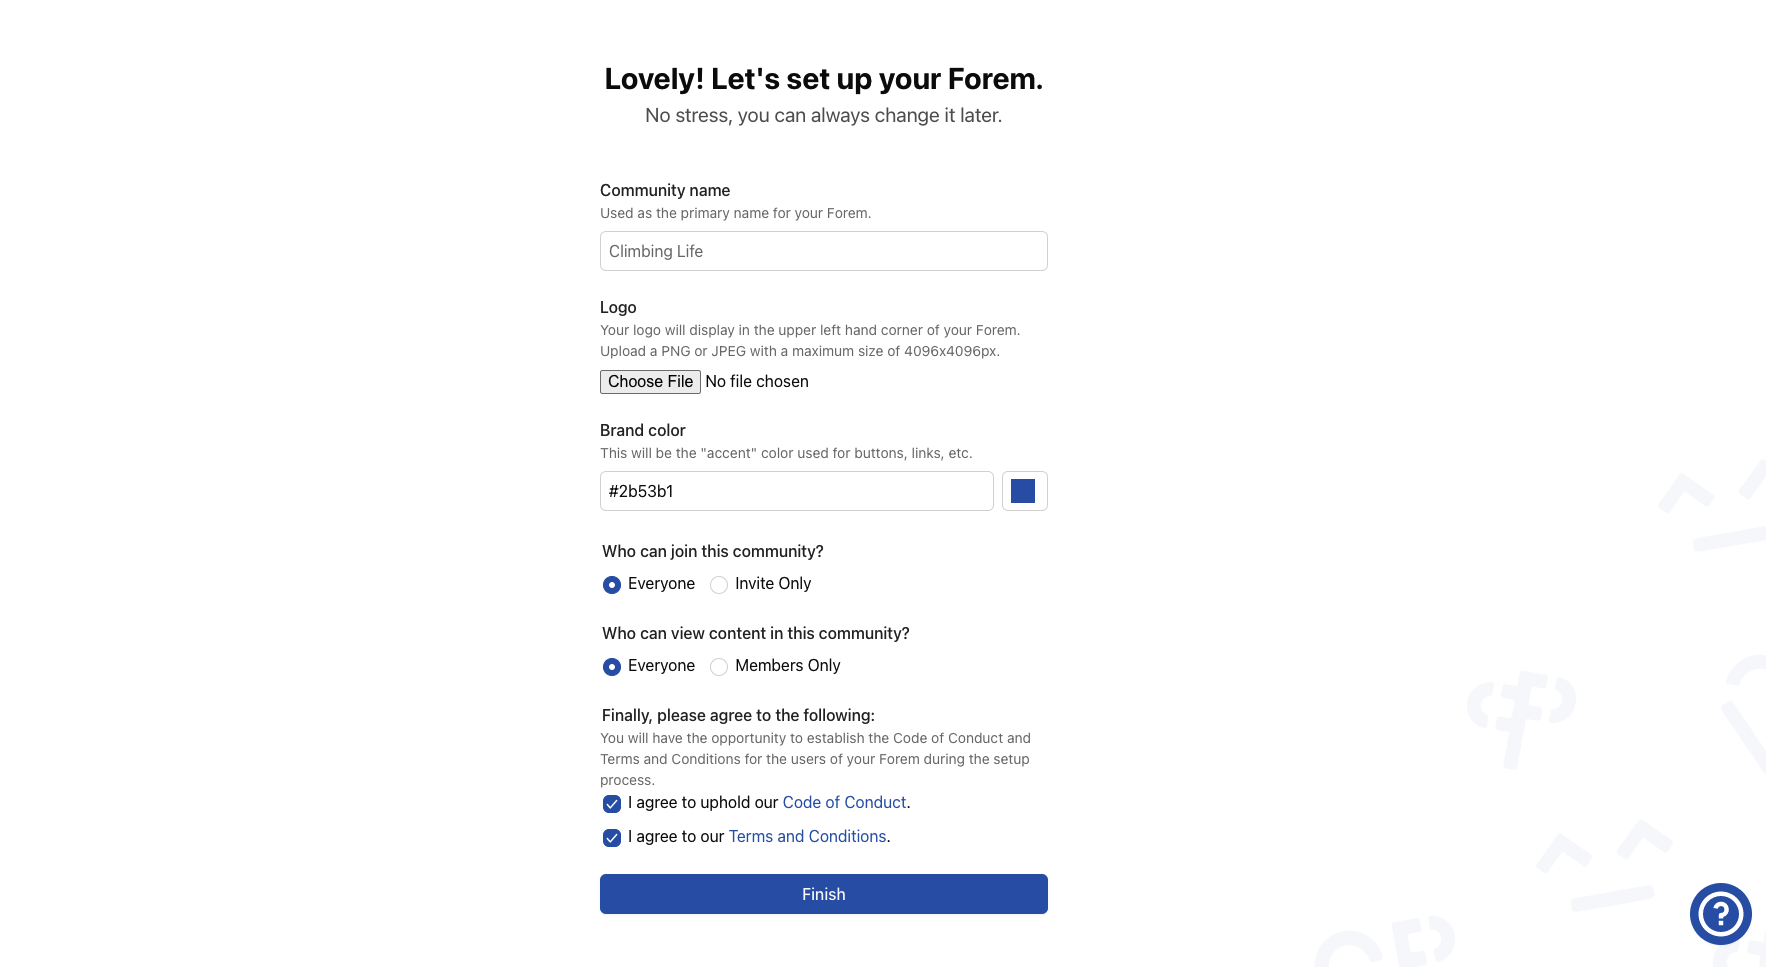 Lovely! Let's set up your Forem.
No stress, you can always change it later.
Community name
Used as the primary name for your Forem.
Climbing Life
Logo
Your logo will display in the upper left hand corner of your Forem.
Upload a PNG or JPEG with a maximum size of 4096x4096px.
Choose File No file chosen
Brand color
This will be the "accent" color used for buttons, links, etc.
#2b53b1
Who can join this community?
Everyone Invite Only
Who can view content in this community?
Everyone Members Only
Finally, please agree to the following:
You will have the opportunity to establish the Code of Conduct and
Terms and Conditions for the users of your Forem during the setup
process.
I agree to uphold our Code of Conduct.
I agree to our Terms and Conditions.
Finish
?